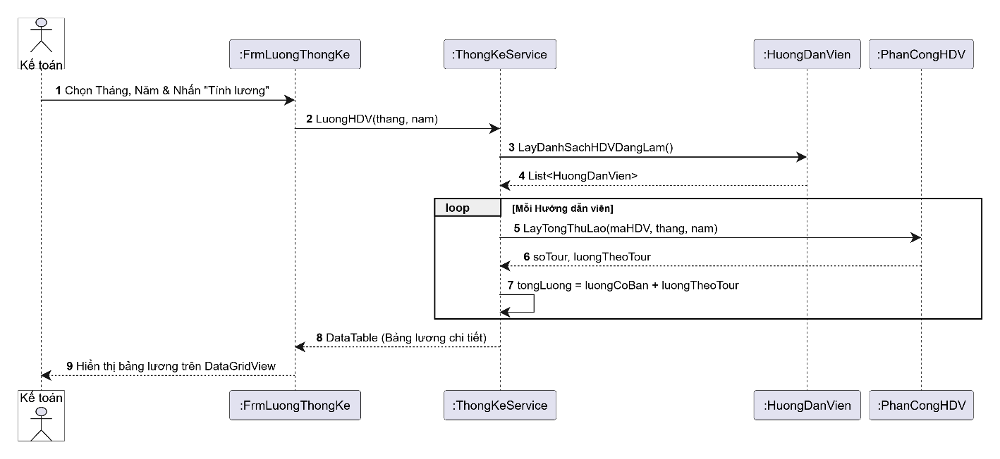 Kế toán
:FrmLuongThongKe
:ThongKeService
:HuongDanVien
:PhanCongHDV
1 Chọn Tháng, Năm & Nhấn "Tính lương"
2 LuongHDV(thang, nam)
3 LayDanhSachHDVDangLam()
4 List<HuongDanVien>
loop [Mỗi Hướng dẫn viên]
5 LayTongThuLao(maHDV, thang, nam)
6 soTour, luongTheoTour
7 tongLuong = luongCoBan + luongTheoTour
8 DataTable (Bảng lương chi tiết)
9 Hiển thị bảng lương trên DataGridView
Kế toán
:FrmLuongThongKe
:ThongKeService
:HuongDanVien
:PhanCongHDV